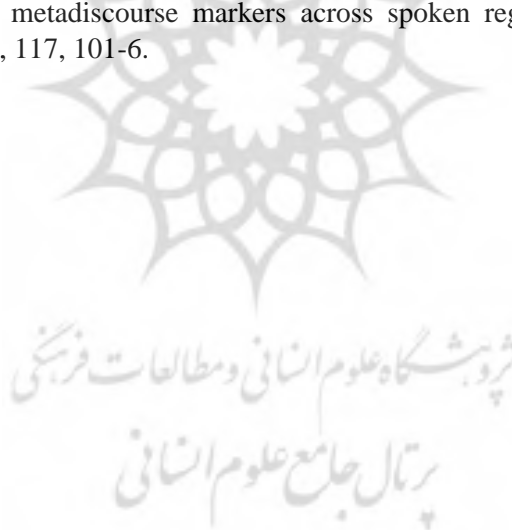 metadiscourse markers across spoken reg
, 117, 101-6.
پژوهشگاه علوم انسانی و مطالعات فرهنگی
پرتال جامع علوم انسانی